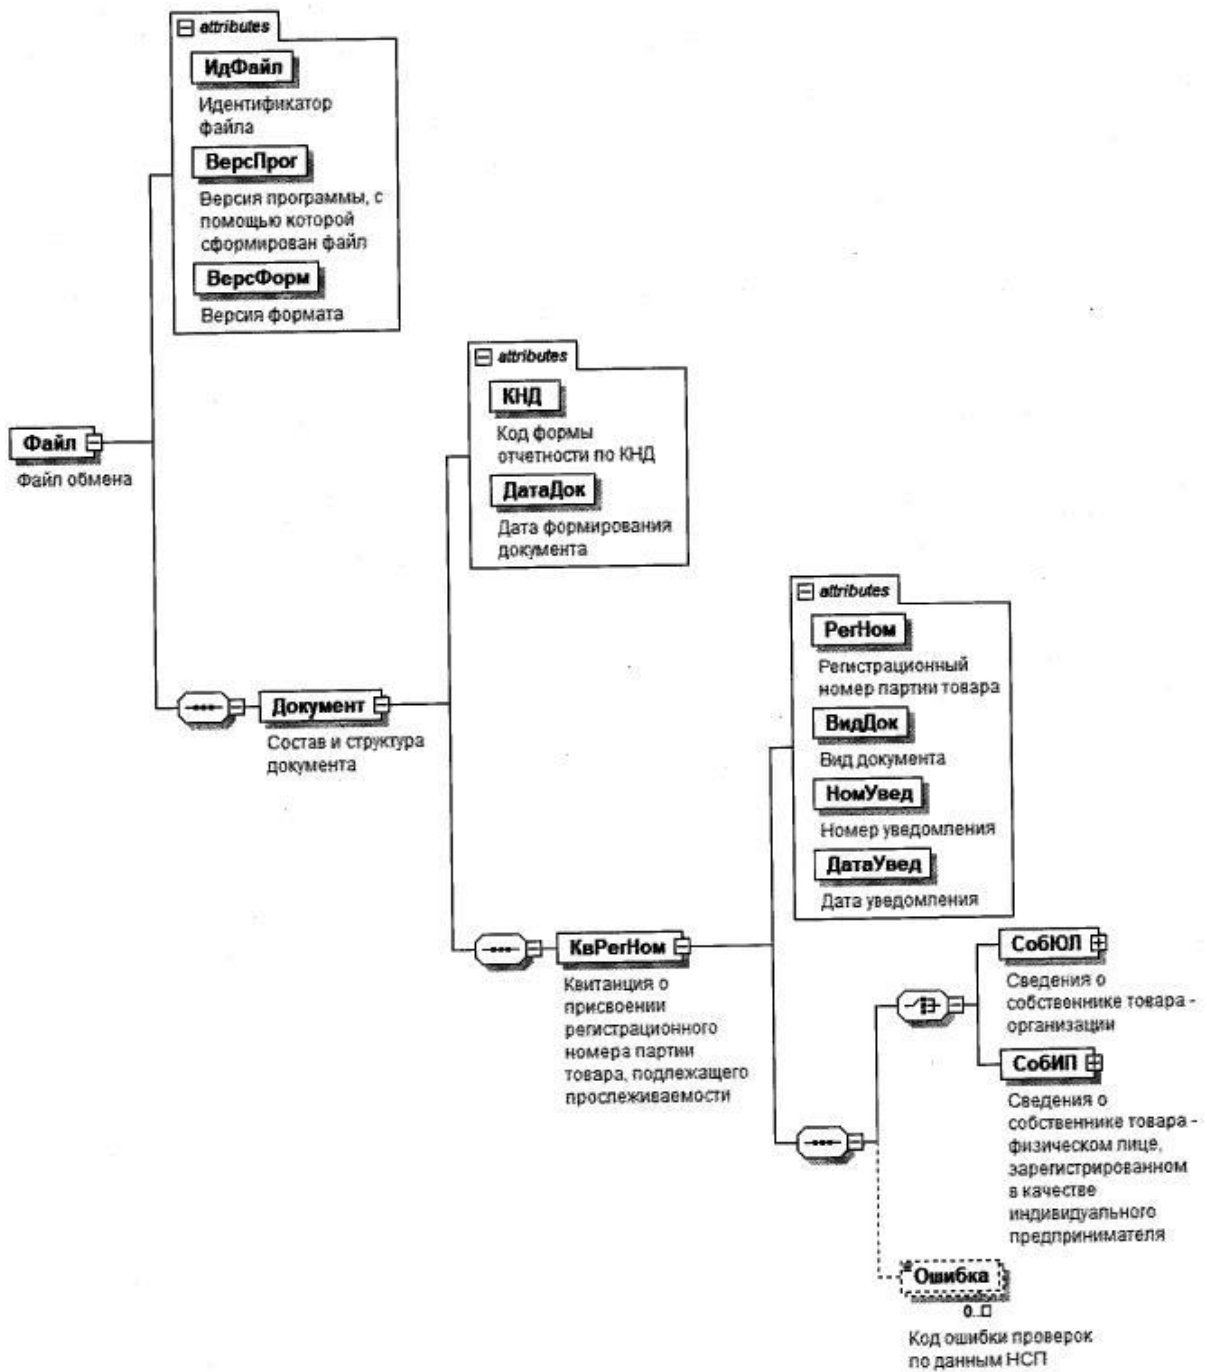 attributes
ИдФайл
Идентификатор
файла
ВерсПрог
Версия программы, с
помощью которой
сформирован файл
ВерсФорм
Версия формата
Файл
Файл обмена
attributes
КНД
Код формы
отчетности по КНД
ДатаДок
Дата формирования
документа
Документ
Состав и структура
документа
attributes
РегНом
Регистрационный
номер партии товара
ВидДок
Вид документа
НомУвед
Номер уведомления
ДатаУвед
Дата уведомления
КвРегНом
Квитанция о
присвоении
регистрационного
номера партии
товара, подлежащего
прослеживаемости
СобЮЛ
Сведения о
собственнике товара -
организации
СобИП
Сведения о
собственнике товара -
физическом лице,
зарегистрированном
в качестве
индивидуального
предпринимателя
Ошибка
0..□
Код ошибки проверок
по данным НСП